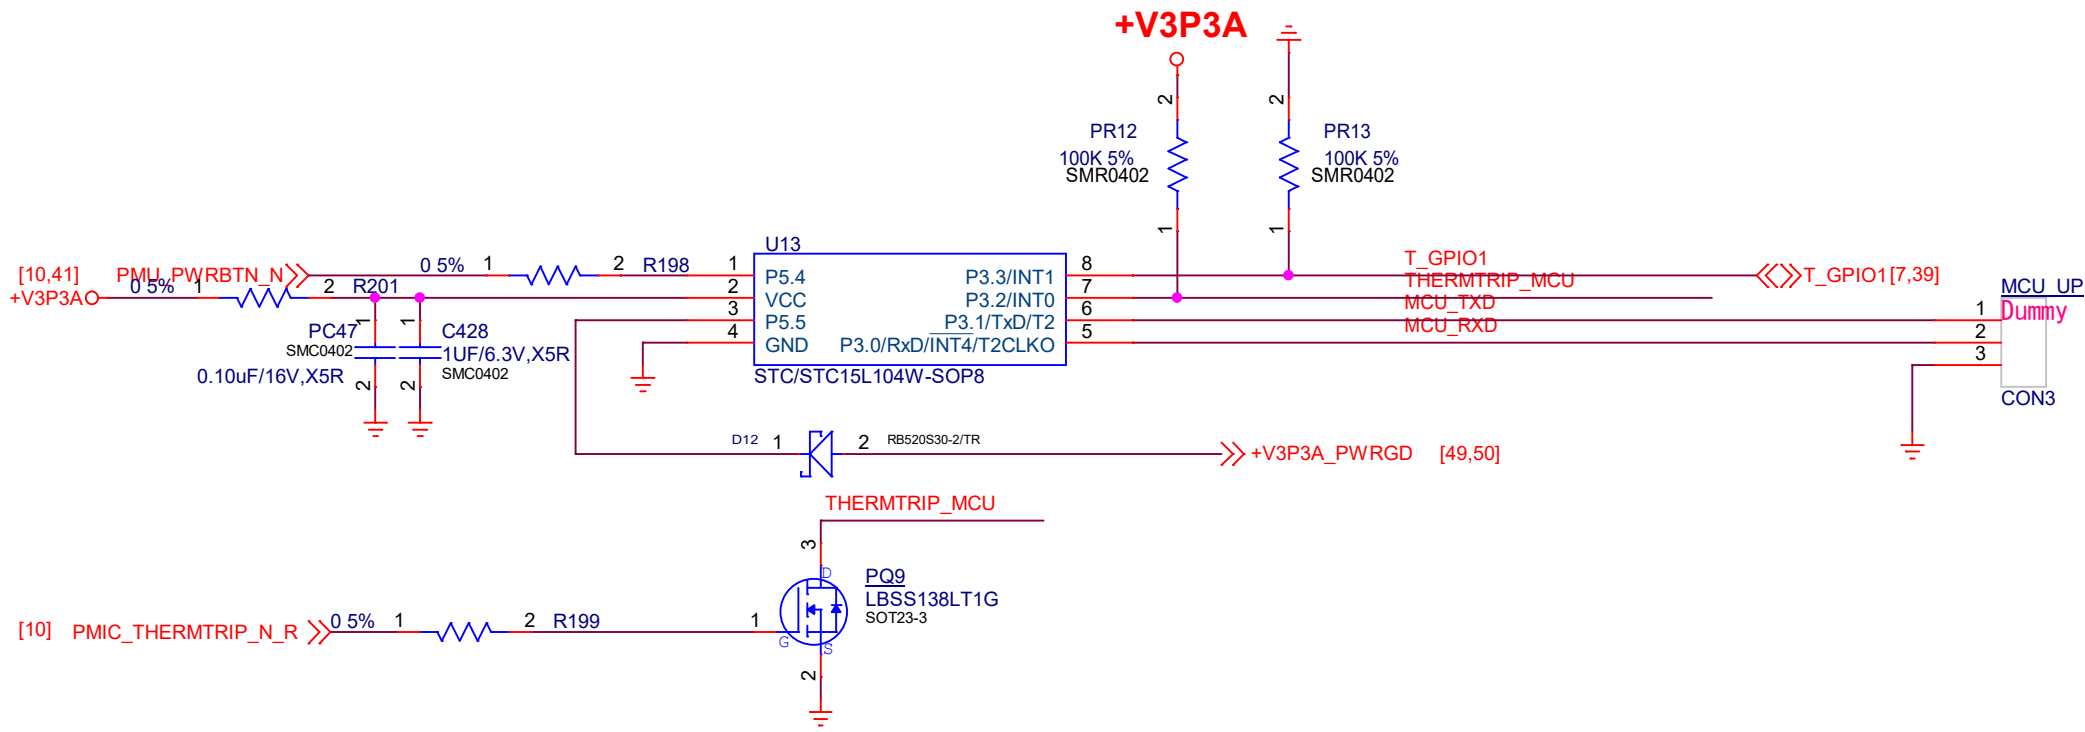 +V3P3A
2
2
PR12
100K 5%
SMR0402
PR13
100K 5%
SMR0402
1
1
U13
[10,41] PMU_PWRBTN_N
0 5% 1 2 R198
+V3P3A
0 5% 1 2 R201
1 P5.4
2 VCC
3 P5.5
4 GND
P3.3/INT1 8
P3.2/INT0 7
P3.1/TxD/T2 6
P3.0/RxD/INT4/T2CLKO 5
STC/STC15L104W-SOP8
T_GPIO1
THERMTRIP_MCU
MCU_TXD
MCU_RXD
T_GPIO1 [7,39]
MCU_UP
Dummy
1
2
3
CON3
PC47 1
SMC0402
0.10uF/16V,X5R 2
1 C428
1UF/6.3V,X5R
SMC0402
2
D12 1 2 RB520S30-2/TR
+V3P3A_PWRGD [49,50]
THERMTRIP_MCU
3
D
PQ9
LBSS138LT1G
SOT23-3
[10] PMIC_THERMTRIP_N_R 0 5% 1 2 R199 1
G
S
2